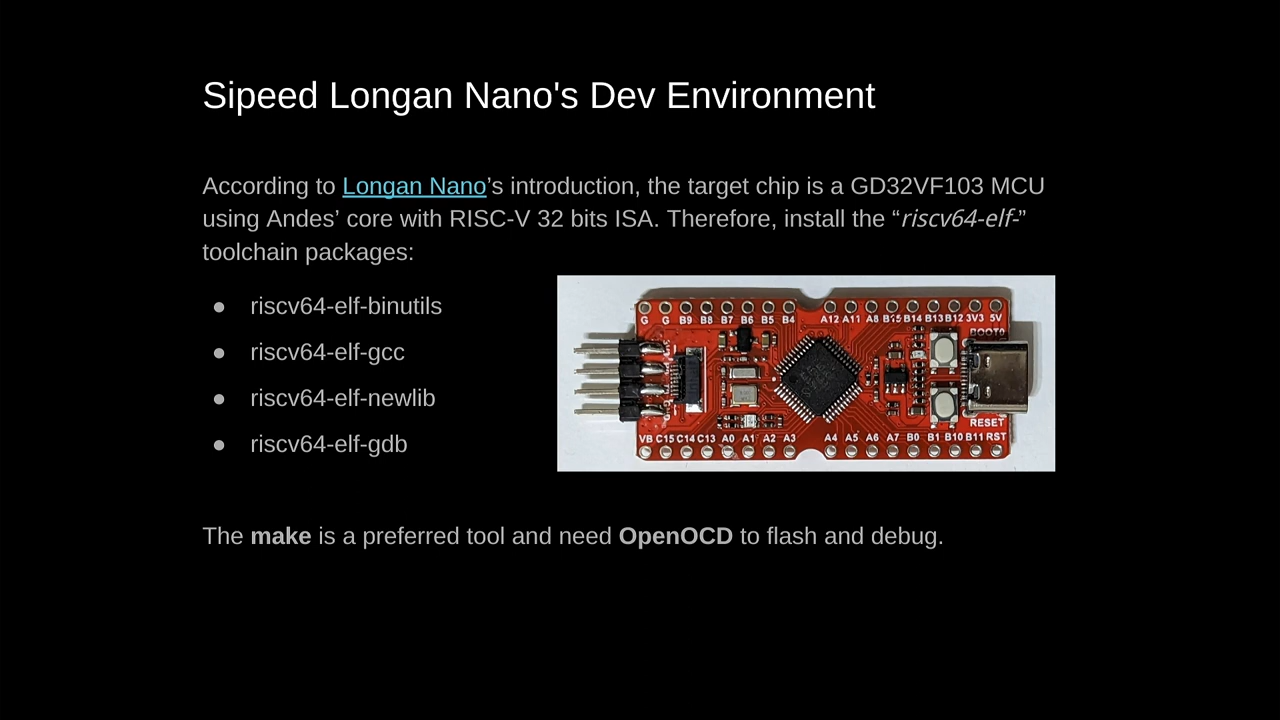 Sipeed Longan Nano's Dev Environment
According to Longan Nano’s introduction, the target chip is a GD32VF103 MCU
using Andes’ core with RISC-V 32 bits ISA. Therefore, install the “riscv64-elf-”
toolchain packages:
● riscv64-elf-binutils
● riscv64-elf-gcc
● riscv64-elf-newlib
● riscv64-elf-gdb
G G B9 B8 B7 B6 B5 B4 A12 A11 A8 B15 B14 B13 B12 3V3 5V
BOOT0
RESET
VB C15 C14 C13 A0 A1 A2 A3 A4 A5 A6 A7 B0 B1 B10 B11 RST
The make is a preferred tool and need OpenOCD to flash and debug.